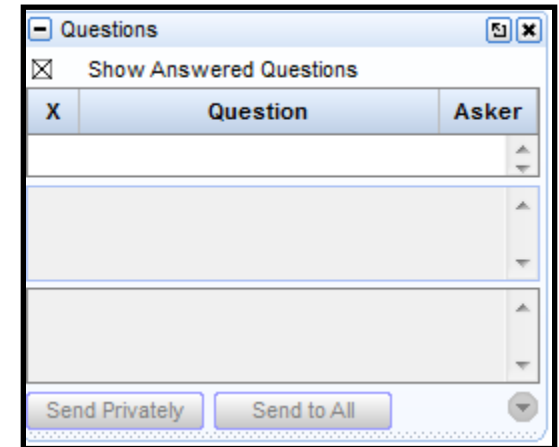 Questions
Show Answered Questions
X Question Asker
Send Privately Send to All